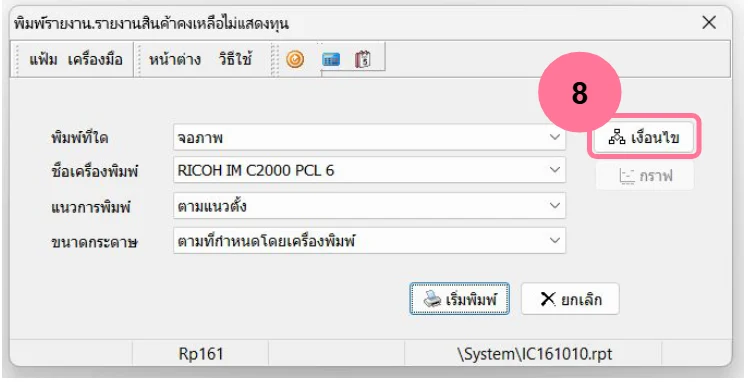 พิมพ์รายงาน.รายงานสินค้าคงเหลือไม่แสดงทุน
แฟ้ม เครื่องมือ หน้าต่าง วิธีใช้
8
พิมพ์ที่ใด จอภาพ เงื่อนไข
ชื่อเครื่องพิมพ์ RICOH IM C2000 PCL 6 กราฟ
แนวการพิมพ์ ตามแนวตั้ง
ขนาดกระดาษ ตามที่กำหนดโดยเครื่องพิมพ์
เริ่มพิมพ์ ยกเลิก
Rp161 \System\IC161010.rpt